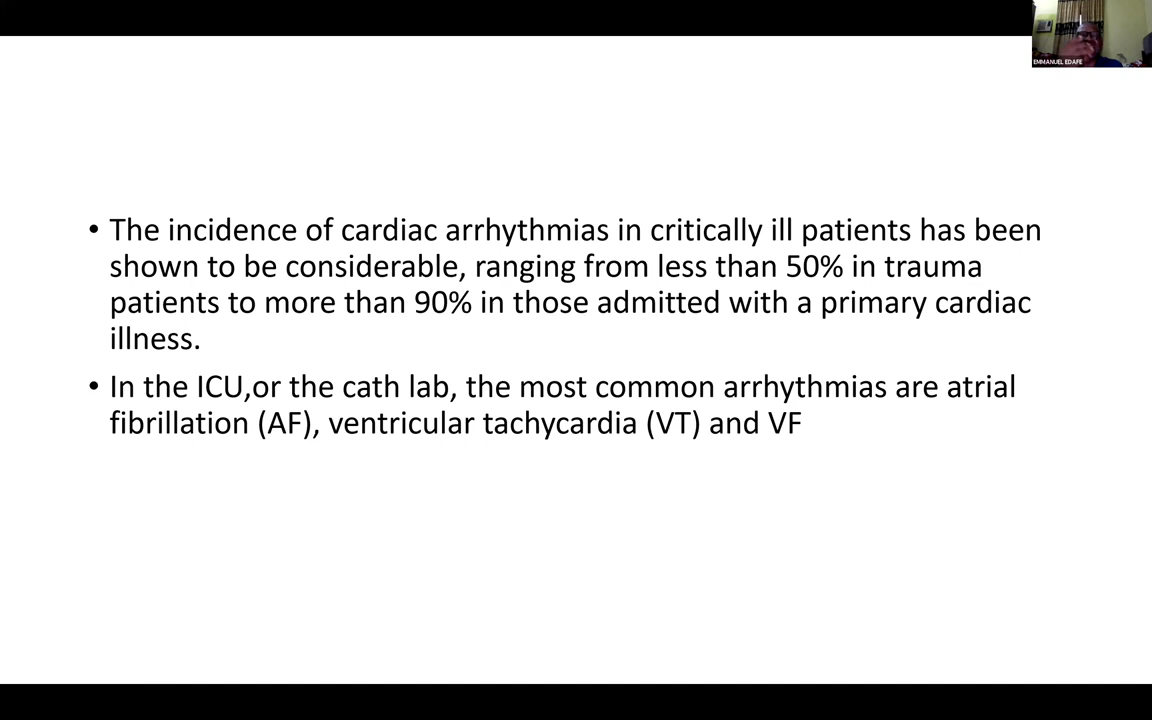 EMMANUEL EDAFE
• The incidence of cardiac arrhythmias in critically ill patients has been
shown to be considerable, ranging from less than 50% in trauma
patients to more than 90% in those admitted with a primary cardiac
illness.
• In the ICU,or the cath lab, the most common arrhythmias are atrial
fibrillation (AF), ventricular tachycardia (VT) and VF